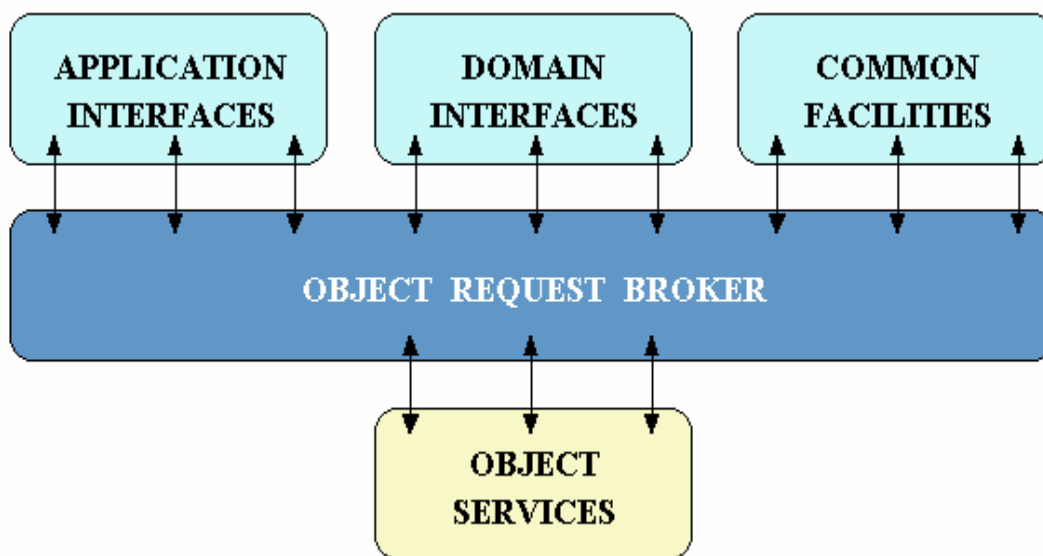 APPLICATION
INTERFACES
DOMAIN
INTERFACES
COMMON
FACILITIES
OBJECT REQUEST BROKER
OBJECT
SERVICES